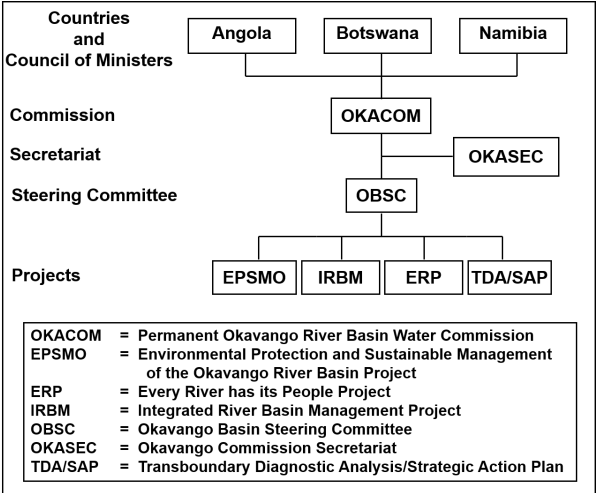 Countries
and
Council of Ministers
Angola
Botswana
Namibia
Commission
OKACOM
Secretariat
OKASEC
Steering Committee
OBSC
Projects
EPSMO
IRBM
ERP
TDA/SAP
OKACOM = Permanent Okavango River Basin Water Commission
EPSMO = Environmental Protection and Sustainable Management
of the Okavango River Basin Project
ERP = Every River has its People Project
IRBM = Integrated River Basin Management Project
OBSC = Okavango Basin Steering Committee
OKASEC = Okavango Commission Secretariat
TDA/SAP = Transboundary Diagnostic Analysis/Strategic Action Plan